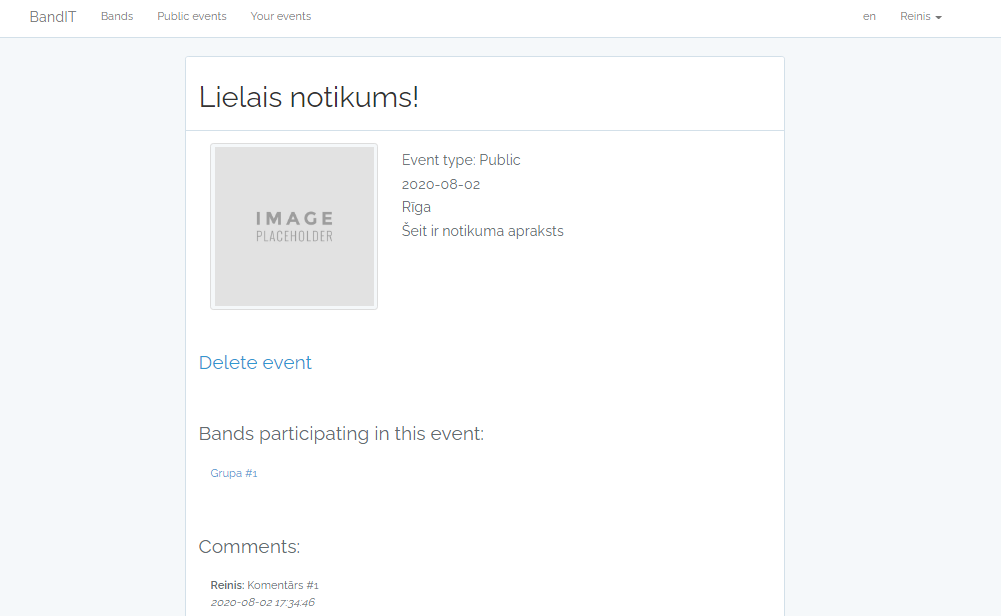 BandIT Bands Public events Your events en Reinis
Lielais notikums!
IMAGE
PLACEHOLDER
Event type: Public
2020-08-02
Rīga
Šeit ir notikuma apraksts
Delete event
Bands participating in this event:
Grupa #1
Comments:
Reinis: Komentārs #1
2020-08-02 17:34:46